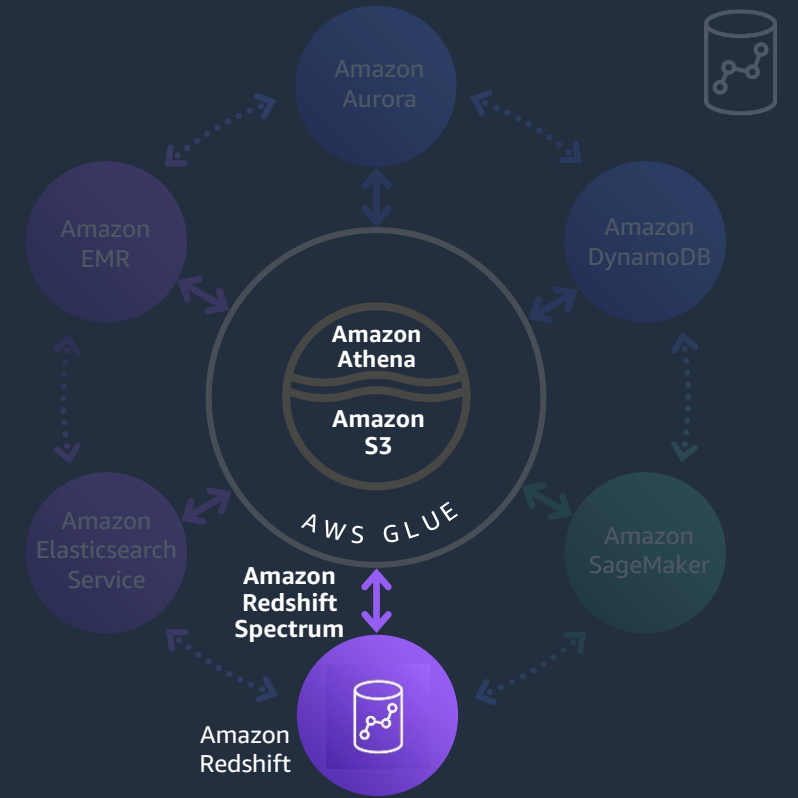 Amazon
Aurora
Amazon
EMR
Amazon
DynamoDB
Amazon
Athena
Amazon
S3
AWS GLUE
Amazon
Elasticsearch
Service
Amazon
SageMaker
Amazon
Redshift
Spectrum
Amazon
Redshift